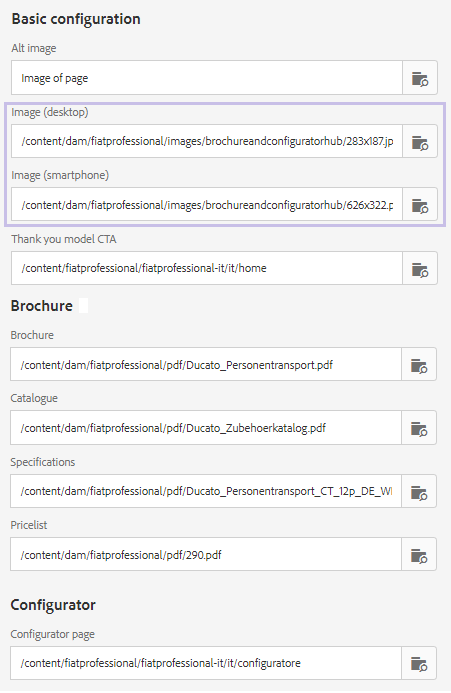 Basic configuration
Alt image
Image of page
Image (desktop)
/content/dam/fiatprofessional/images/brochureandconfiguratorhub/283x187.jp
Image (smartphone)
/content/dam/fiatprofessional/images/brochureandconfiguratorhub/626x322.p
Thank you model CTA
/content/fiatprofessional/fiatprofessional-it/it/home
Brochure
Brochure
/content/dam/fiatprofessional/pdf/Ducato_Personentransport.pdf
Catalogue
/content/dam/fiatprofessional/pdf/Ducato_Zubehoerkatalog.pdf
Specifications
/content/dam/fiatprofessional/pdf/Ducato_Personentransport_CT_12p_DE_WI
Pricelist
/content/dam/fiatprofessional/pdf/290.pdf
Configurator
Configurator page
/content/fiatprofessional/fiatprofessional-it/it/configuratore